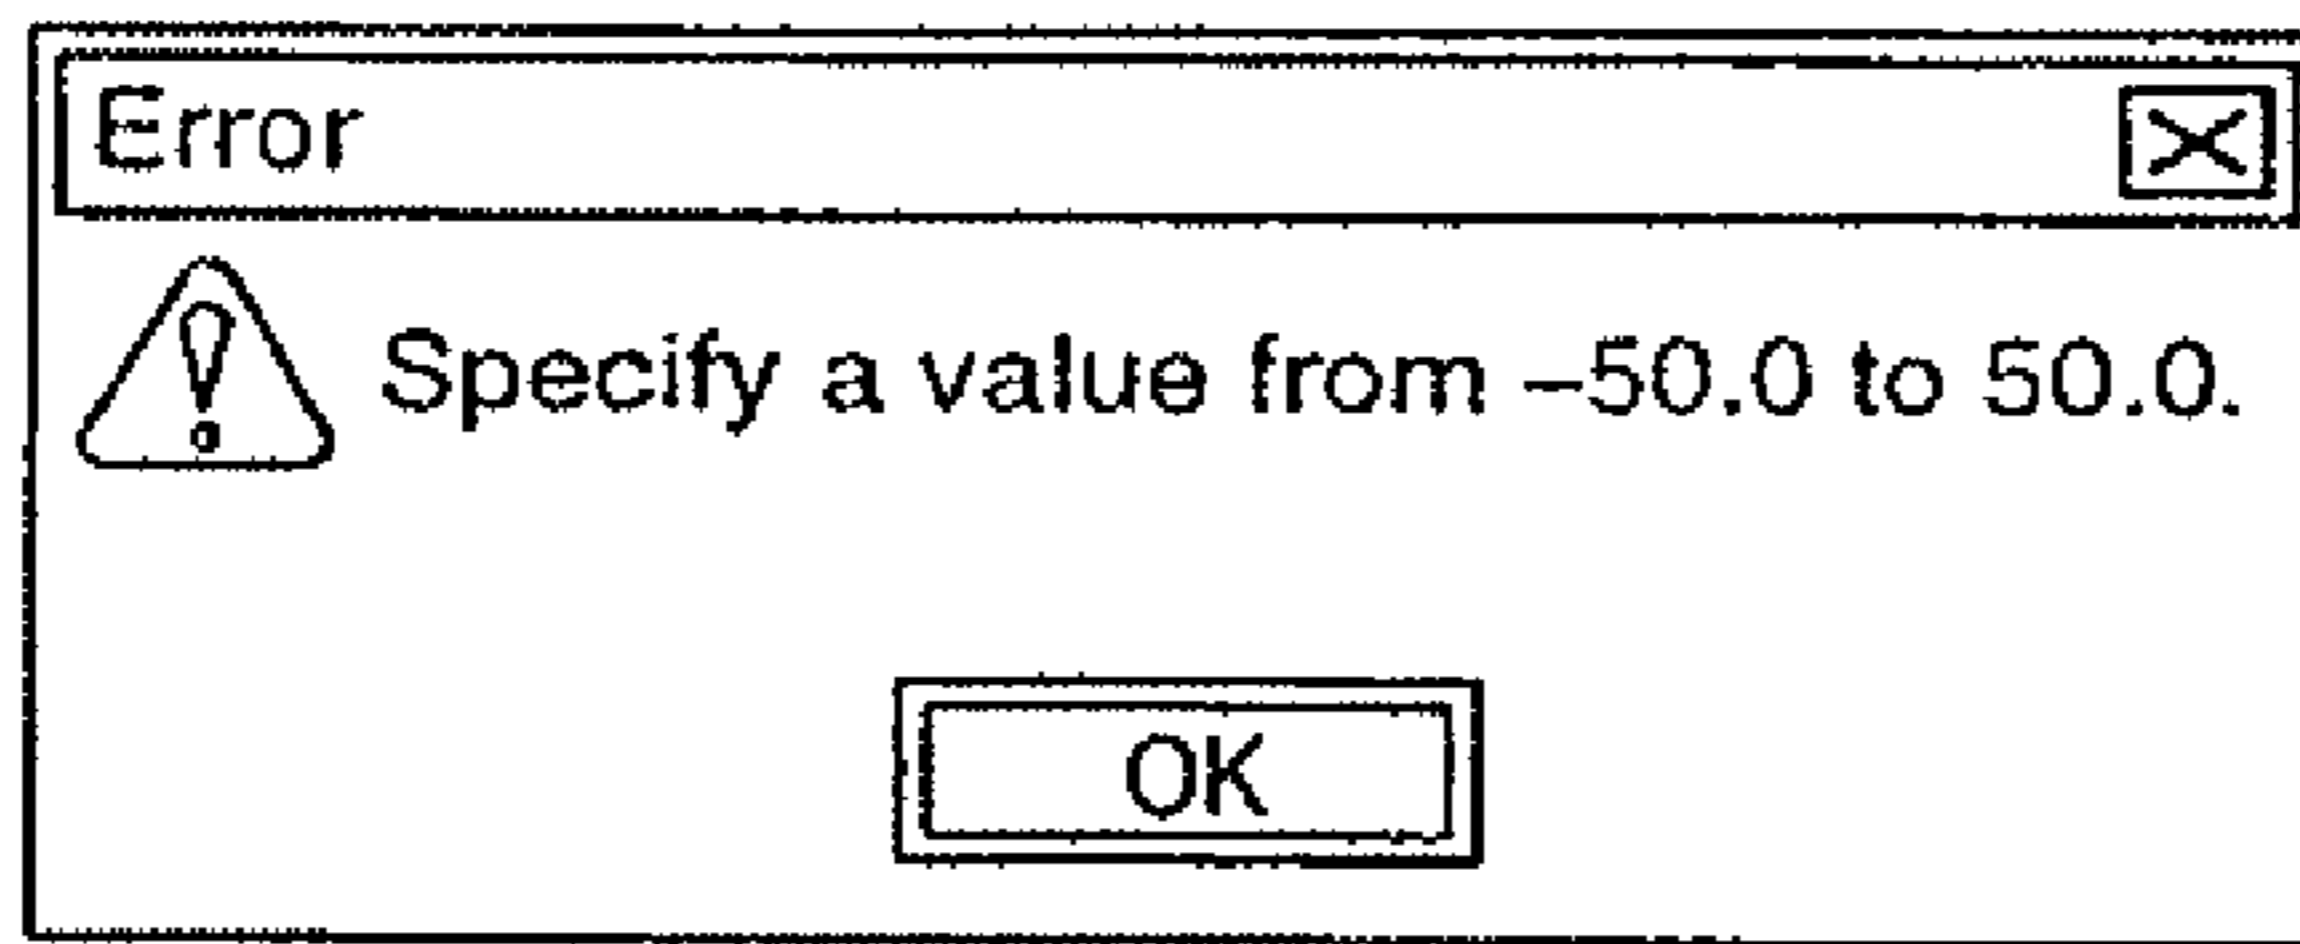 Error
Specify a value from –50.0 to 50.0.
OK